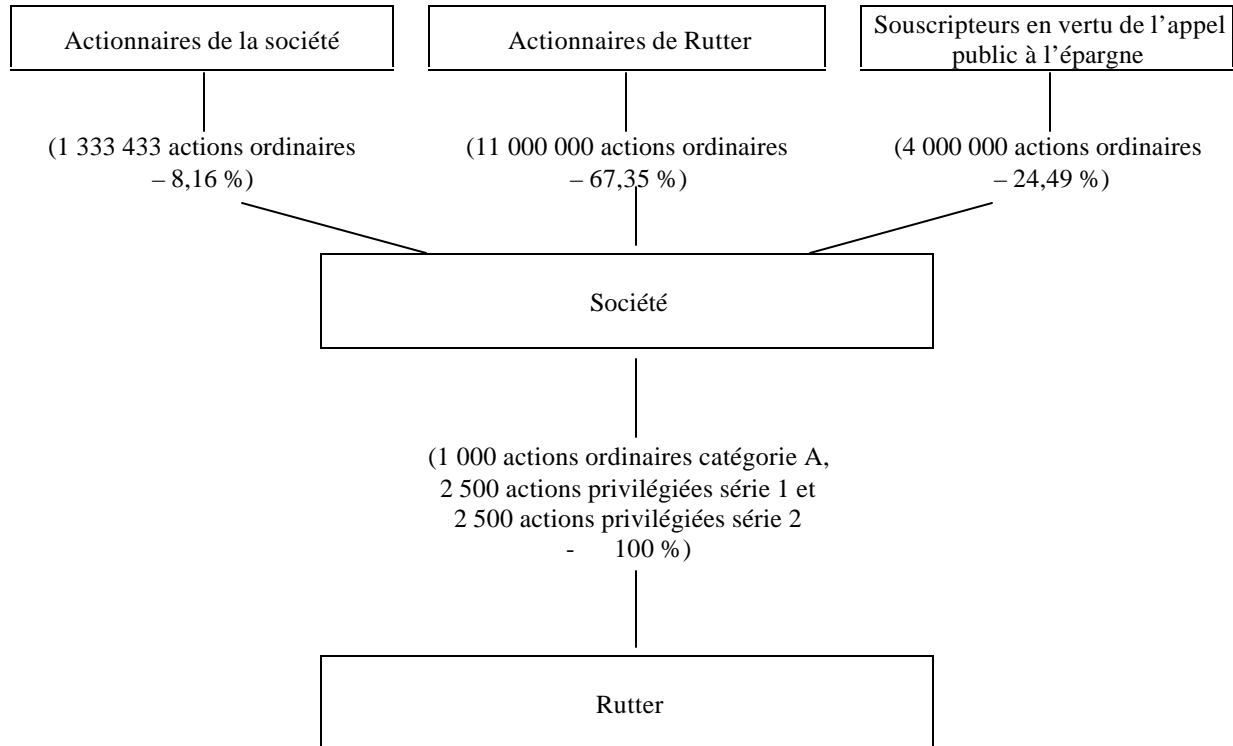 Actionnaires de la société
Actionnaires de Rutter
Souscripteurs en vertu de l’appel
public à l’épargne
(1 333 433 actions ordinaires
– 8,16 %)
(11 000 000 actions ordinaires
– 67,35 %)
(4 000 000 actions ordinaires
– 24,49 %)
Société
(1 000 actions ordinaires catégorie A,
2 500 actions privilégiées série 1 et
2 500 actions privilégiées série 2
- 100 %)
Rutter